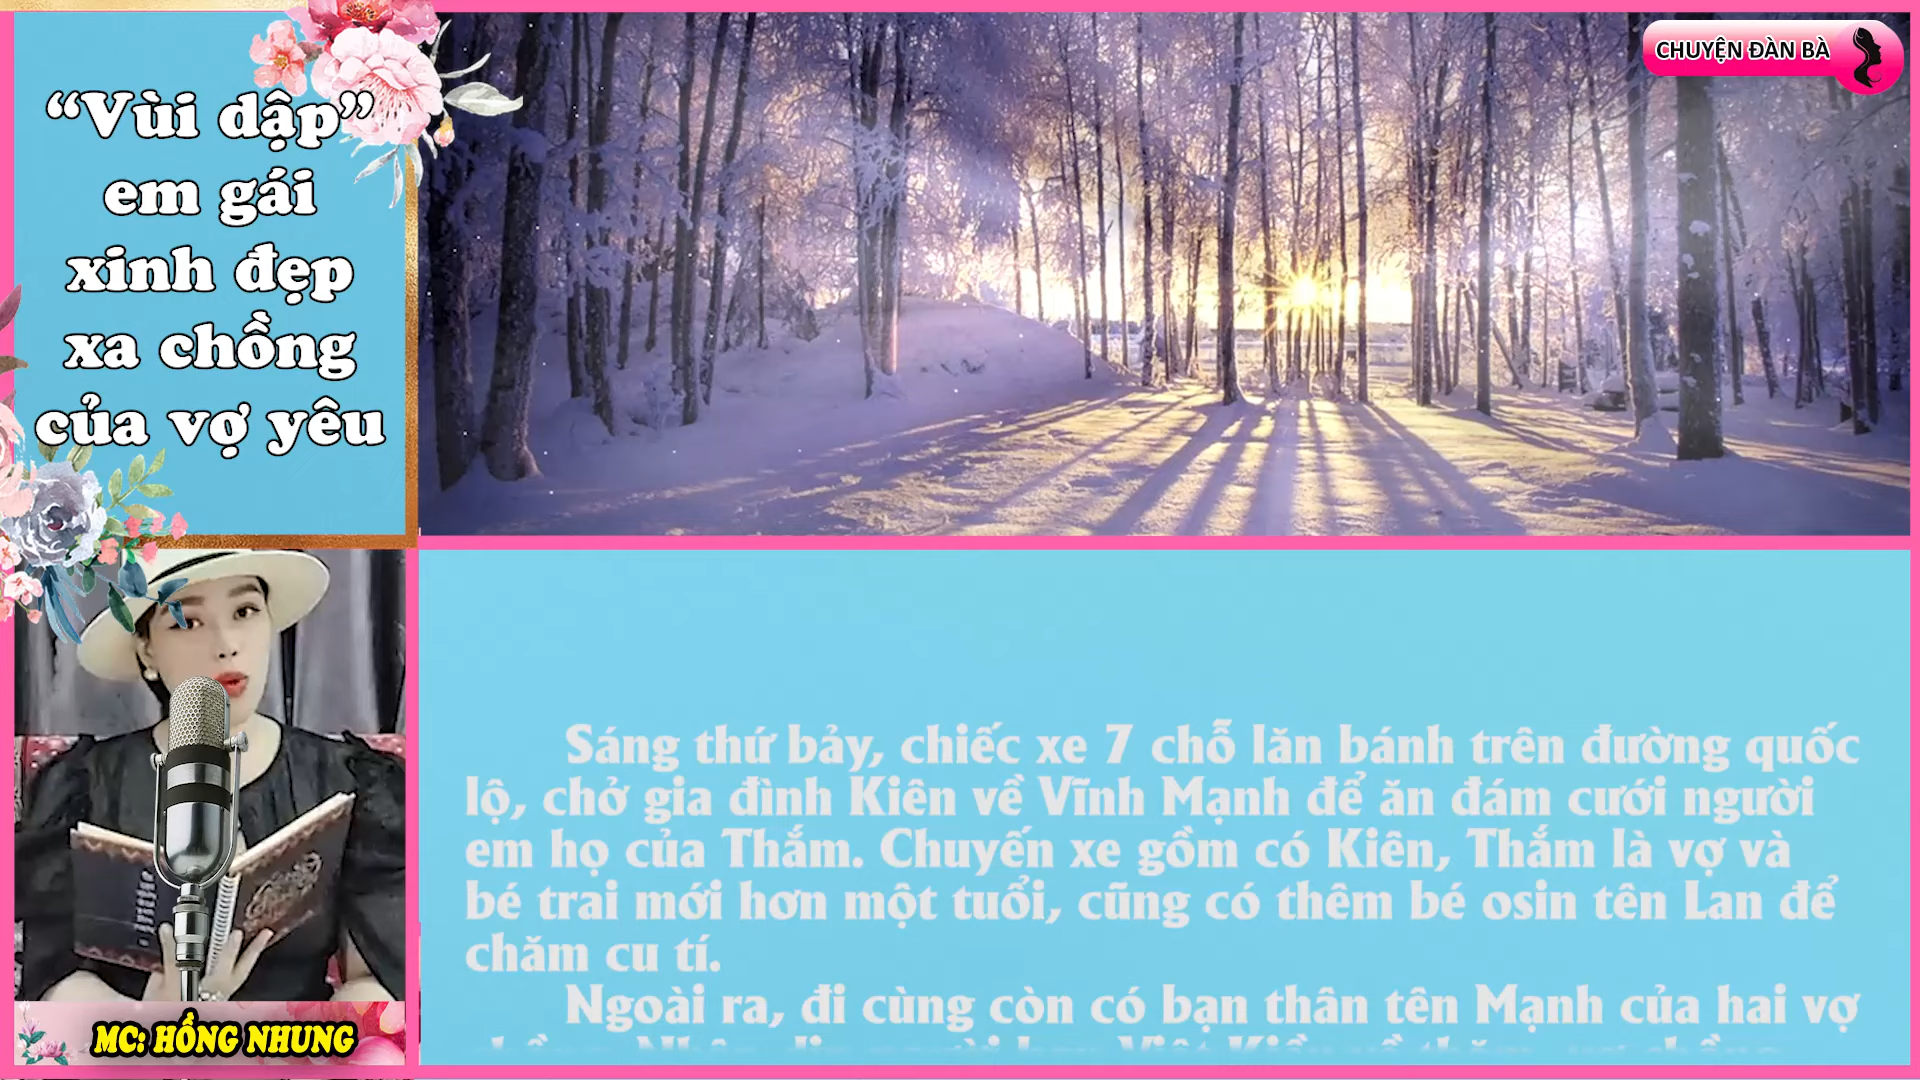 “Vùi dập”
em gái
xinh đẹp
xa chồng
của vợ yêu
CHUYỆN ĐÀN BÀ
Sáng thứ bảy, chiếc xe 7 chỗ lăn bánh trên đường quốc
lộ, chở gia đình Kiên về Vĩnh Mạnh để ăn đám cưới người
em họ của Thắm. Chuyến xe gồm có Kiên, Thắm là vợ và
bé trai mới hơn một tuổi, cũng có thêm bé osin tên Lan để
chăm cu tí.
Ngoài ra, đi cùng còn có bạn thân tên Mạnh của hai vợ
MC: HỒNG NHUNG